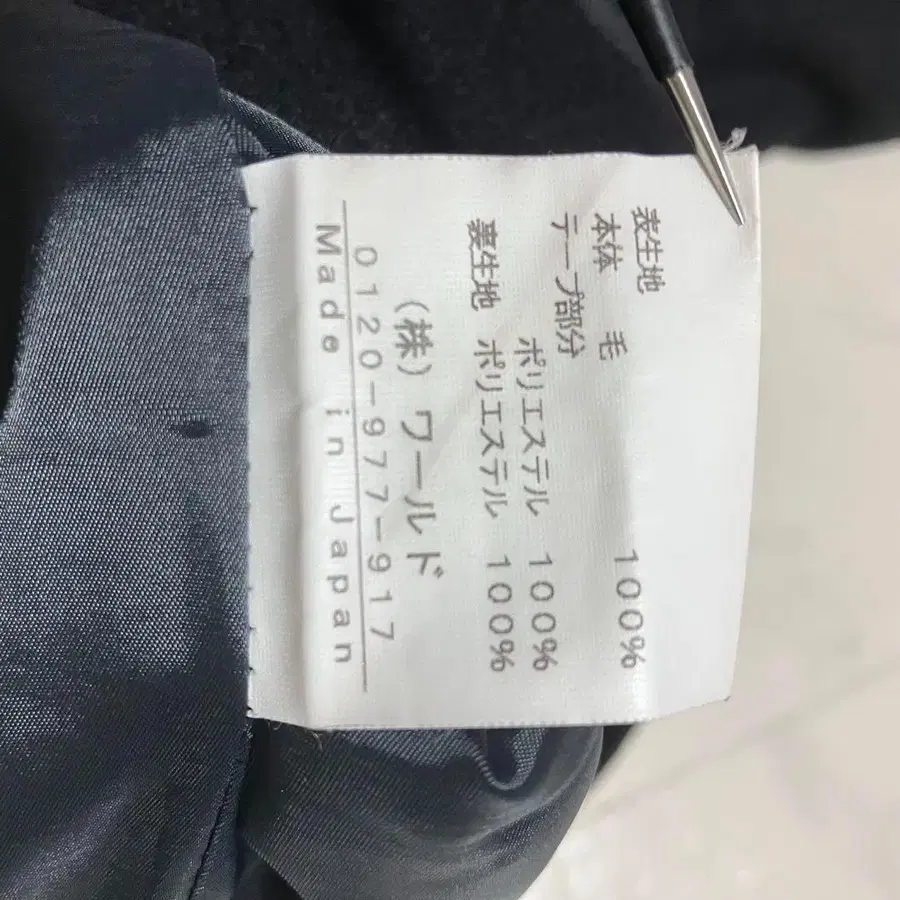 表生地
本体　毛　100%
テープ部分
ポリエステル　100%
裏生地　ポリエステル　100%
(株)ワールド
0120-977-917
Made in Japan